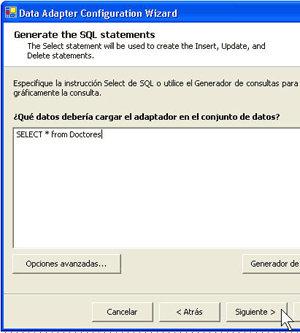 Data Adapter Configuration Wizard
Generate the SQL statements
The Select statement will be used to create the Insert, Update, and
Delete statements.
Especifique la instrucción Select de SQL o utilice el Generador de consultas para
gráficamente la consulta.
¿Qué datos debería cargar el adaptador en el conjunto de datos?
SELECT * from Doctores
Opciones avanzadas...
Generador de
Cancelar
< Atrás
Siguiente >